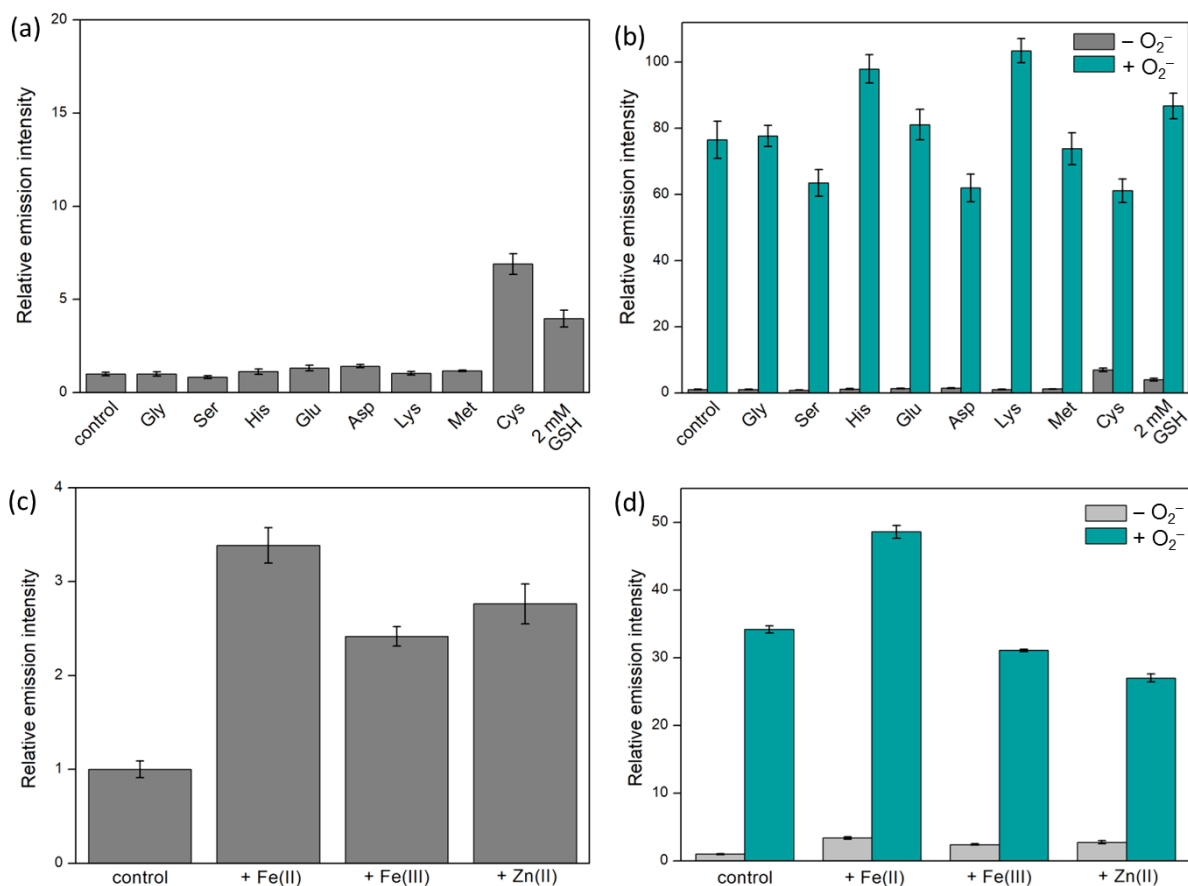 (a)
Relative emission intensity
20
15
10
5
0
control
Gly
Ser
His
Glu
Asp
Lys
Met
Cys
2 mM
GSH
(b)
Relative emission intensity
100
80
60
40
20
0
− O₂⁻
+ O₂⁻
control
Gly
Ser
His
Glu
Asp
Lys
Met
Cys
2 mM
GSH
(c)
Relative emission intensity
4
3
2
1
0
control
+ Fe(II)
+ Fe(III)
+ Zn(II)
(d)
Relative emission intensity
50
40
30
20
10
0
− O₂⁻
+ O₂⁻
control
+ Fe(II)
+ Fe(III)
+ Zn(II)